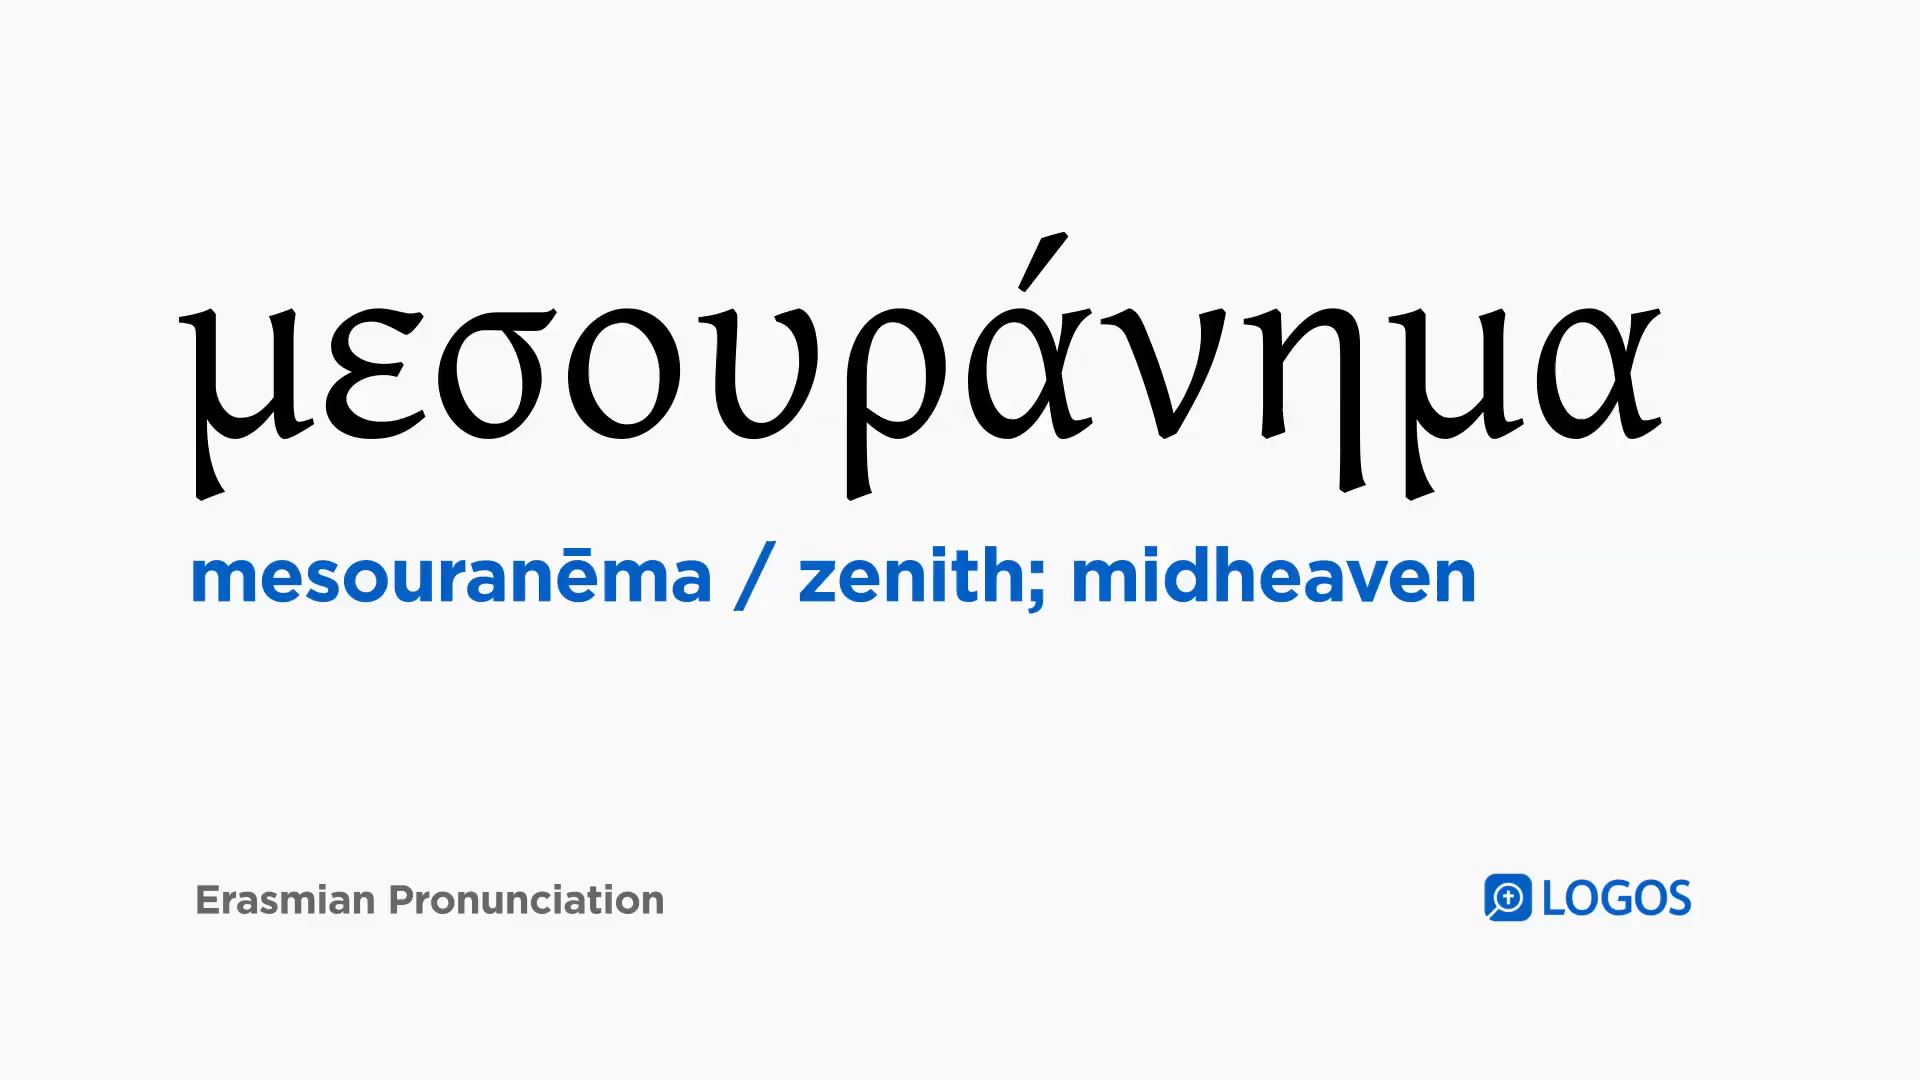 μεσουράνημα
mesouranēma / zenith; midheaven
Erasmian Pronunciation
LOGOS